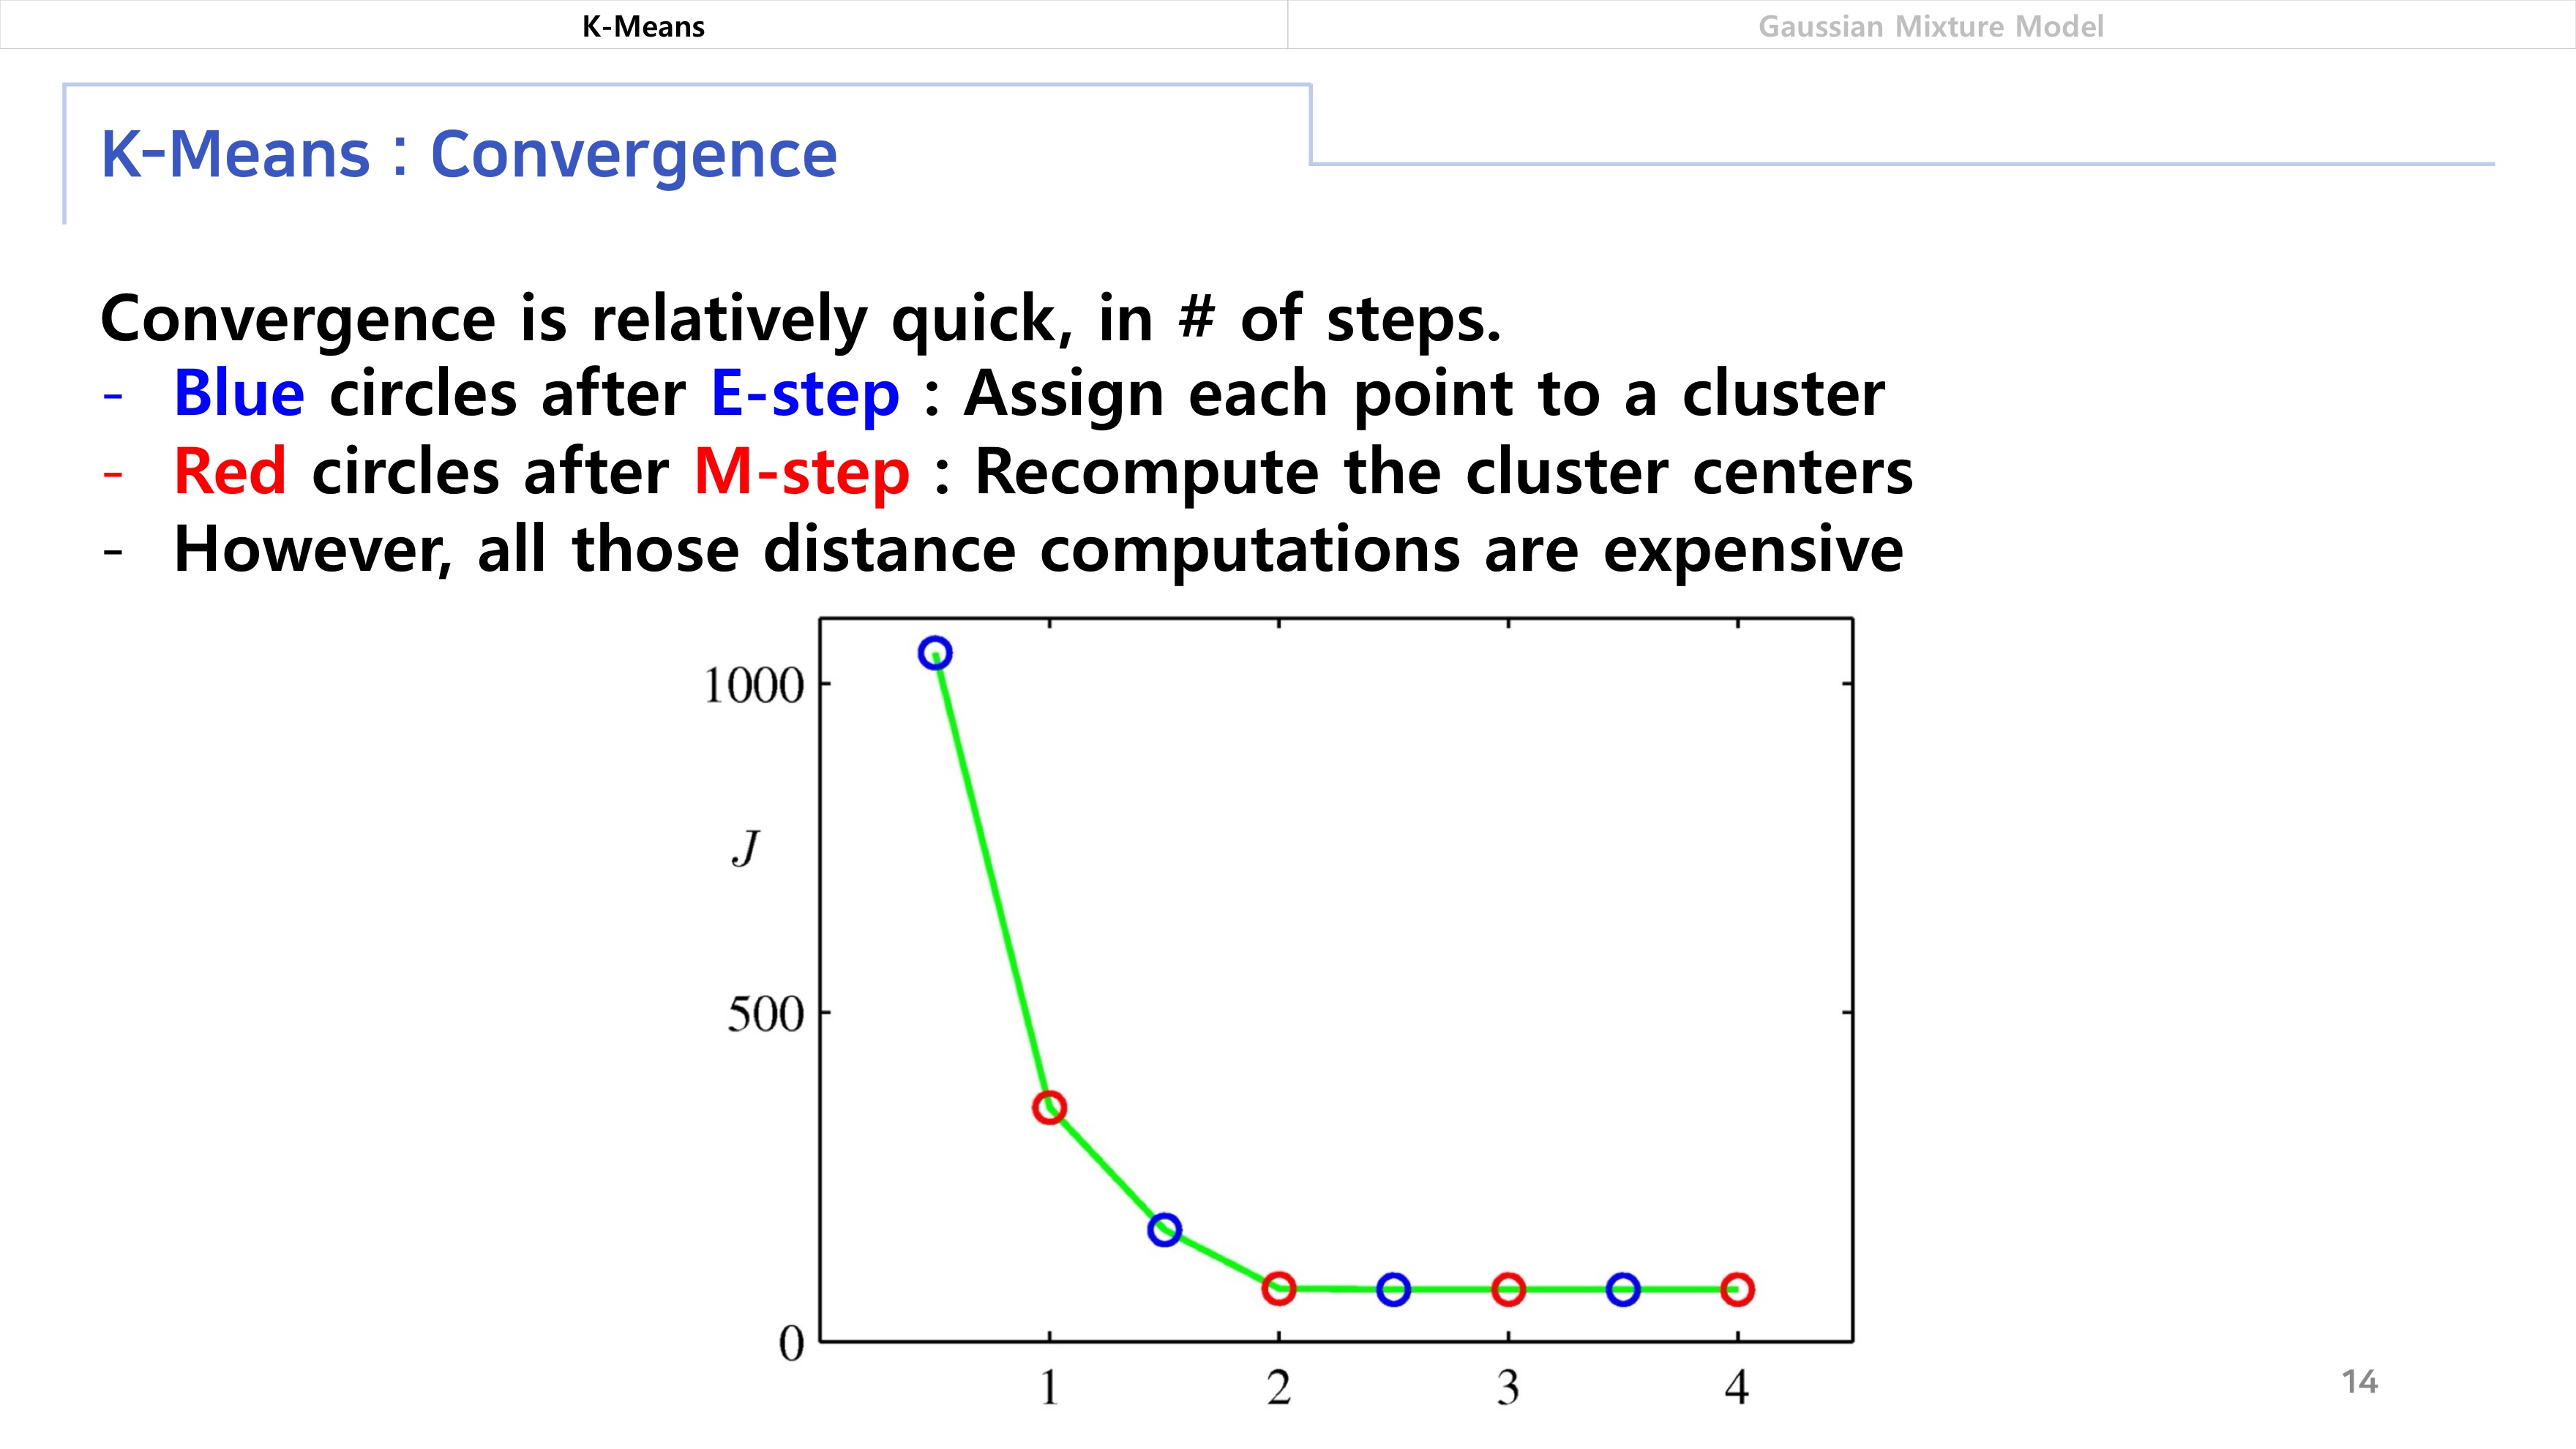 K-Means
Gaussian Mixture Model
K-Means : Convergence
Convergence is relatively quick, in # of steps.
- Blue circles after E-step : Assign each point to a cluster
- Red circles after M-step : Recompute the cluster centers
- However, all those distance computations are expensive
1000
J
500
0
1 2 3 4
14